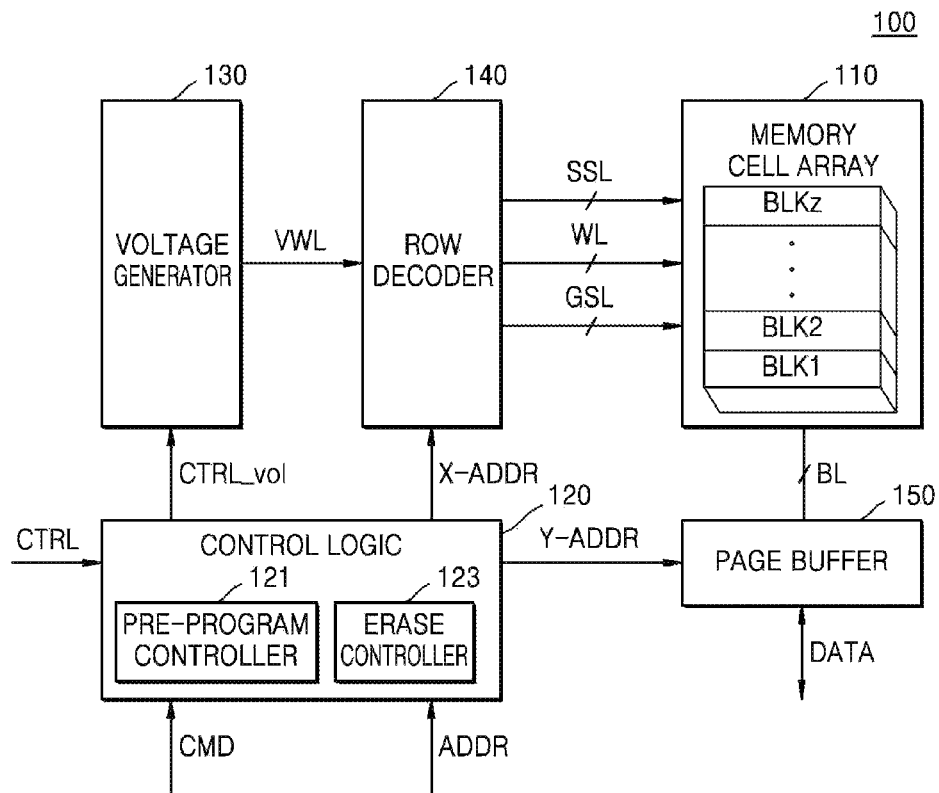 100
130
140
110
VOLTAGE
GENERATOR
VWL
ROW
DECODER
SSL
WL
GSL
MEMORY
CELL ARRAY
BLKz
BLK2
BLK1
CTRL_vol
X-ADDR
BL
120
150
CTRL
CONTROL LOGIC
Y-ADDR
PAGE BUFFER
121
123
PRE-PROGRAM
CONTROLLER
ERASE
CONTROLLER
DATA
CMD
ADDR